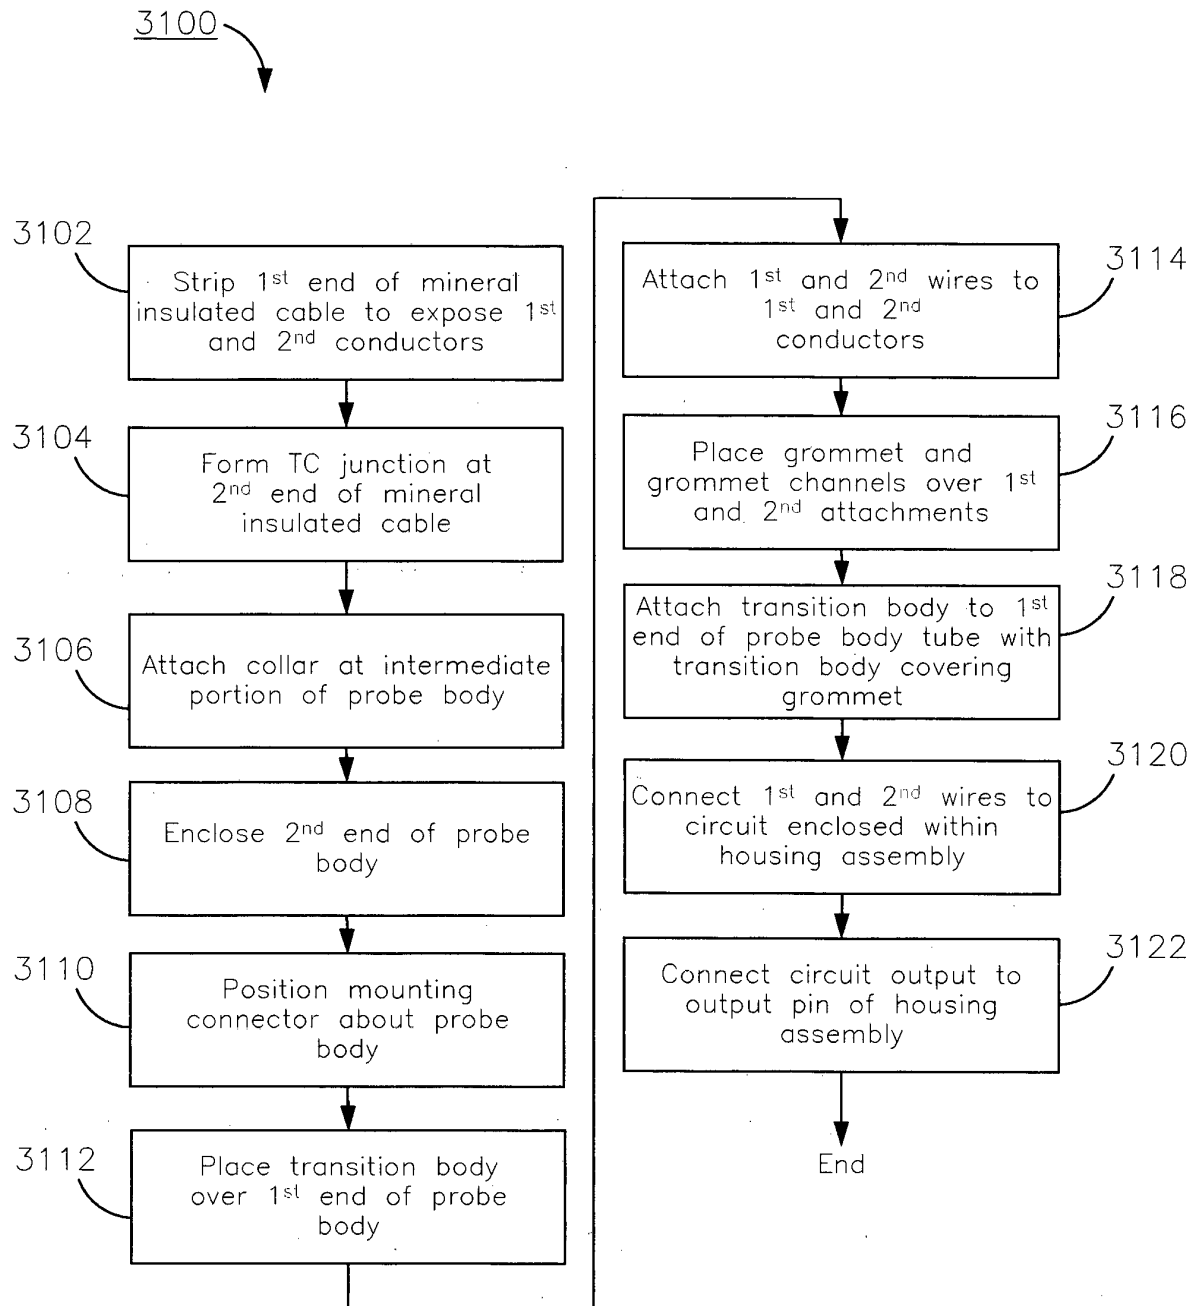 3100
3102
Strip 1st end of mineral
insulated cable to expose 1st
and 2nd conductors
3104
Form TC junction at
2nd end of mineral
insulated cable
3106
Attach collar at intermediate
portion of probe body
3108
Enclose 2nd end of probe
body
3110
Position mounting
connector about probe
body
3112
Place transition body
over 1st end of probe
body
3114
Attach 1st and 2nd wires to
1st and 2nd
conductors
3116
Place grommet and
grommet channels over 1st
and 2nd attachments
3118
Attach transition body to 1st
end of probe body tube with
transition body covering
grommet
3120
Connect 1st and 2nd wires to
circuit enclosed within
housing assembly
3122
Connect circuit output to
output pin of housing
assembly
End